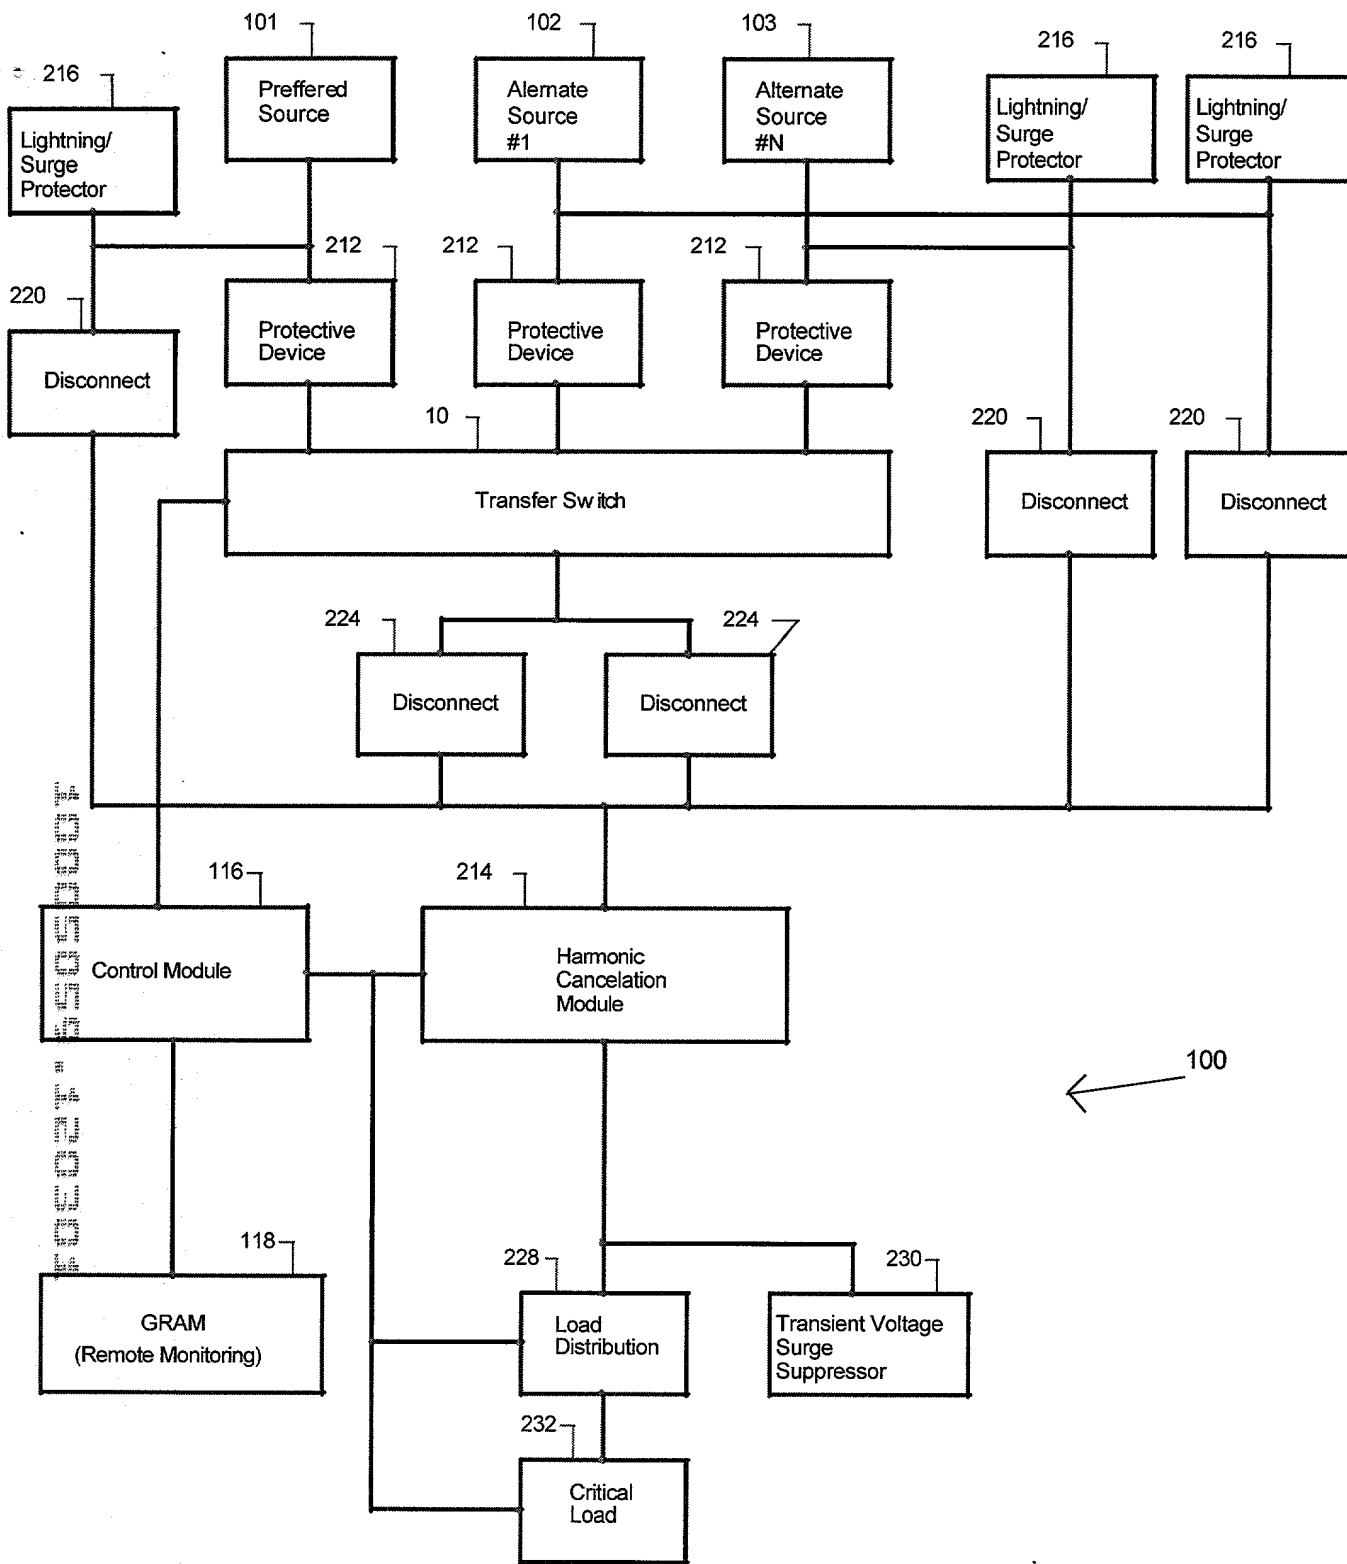 101
102
103
216
216
216
Preffered
Source
Alernate
Source
#1
Alternate
Source
#N
Lightning/
Surge
Protector
Lightning/
Surge
Protector
Lightning/
Surge
Protector
212
212
212
220
Protective
Device
Protective
Device
Protective
Device
Disconnect
10
220
220
Transfer Switch
Disconnect
Disconnect
224
224
Disconnect
Disconnect
116
214
Control Module
Harmonic
Cancelation
Module
100
118
228
230
GRAM
(Remote Monitoring)
Load
Distribution
Transient Voltage
Surge
Suppressor
232
Critical
Load
10005055.120301